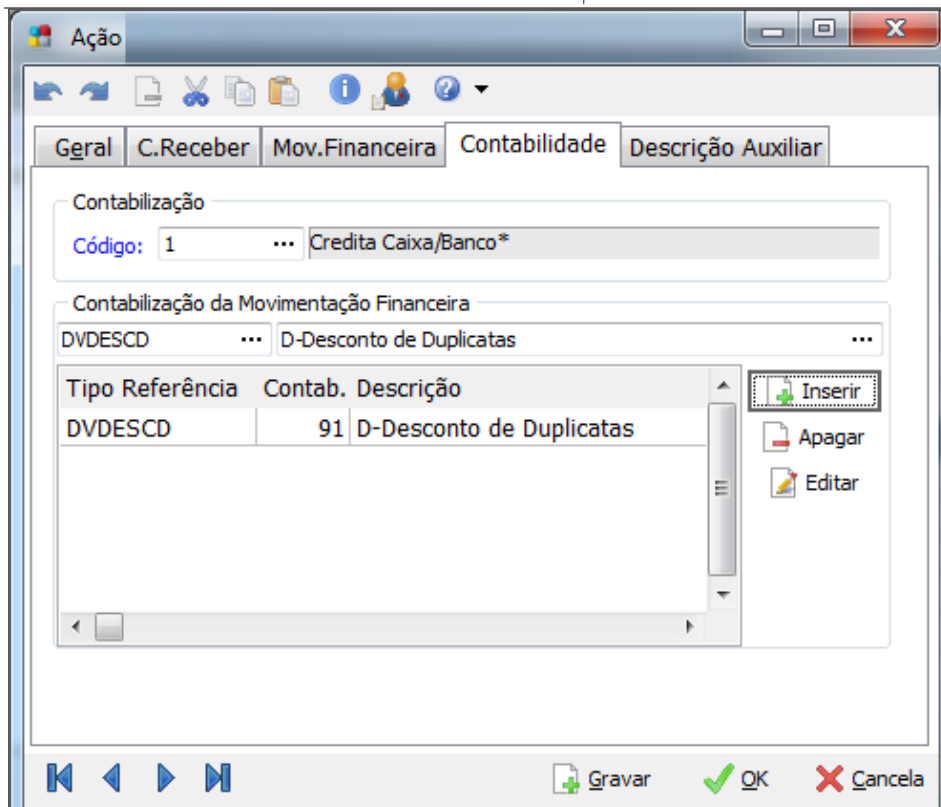 Ação
Geral C.Receber Mov.Financeira Contabilidade Descrição Auxiliar
Contabilização
Código: 1 ... Credita Caixa/Banco*
Contabilização da Movimentação Financeira
DVDESCD ... D-Desconto de Duplicatas ...
Tipo Referência Contab. Descrição
DVDESCD 91 D-Desconto de Duplicatas
Inserir
Apagar
Editar
Gravar OK Cancela